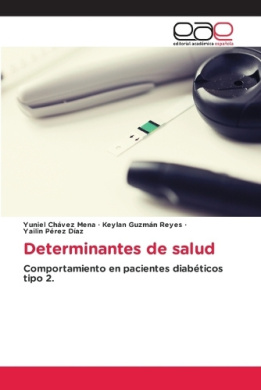 eae
editorial académica española
Yuniel Chávez Mena · Keylan Guzmán Reyes ·
Yailin Pérez Díaz
Determinantes de salud
Comportamiento en pacientes diabéticos
tipo 2.